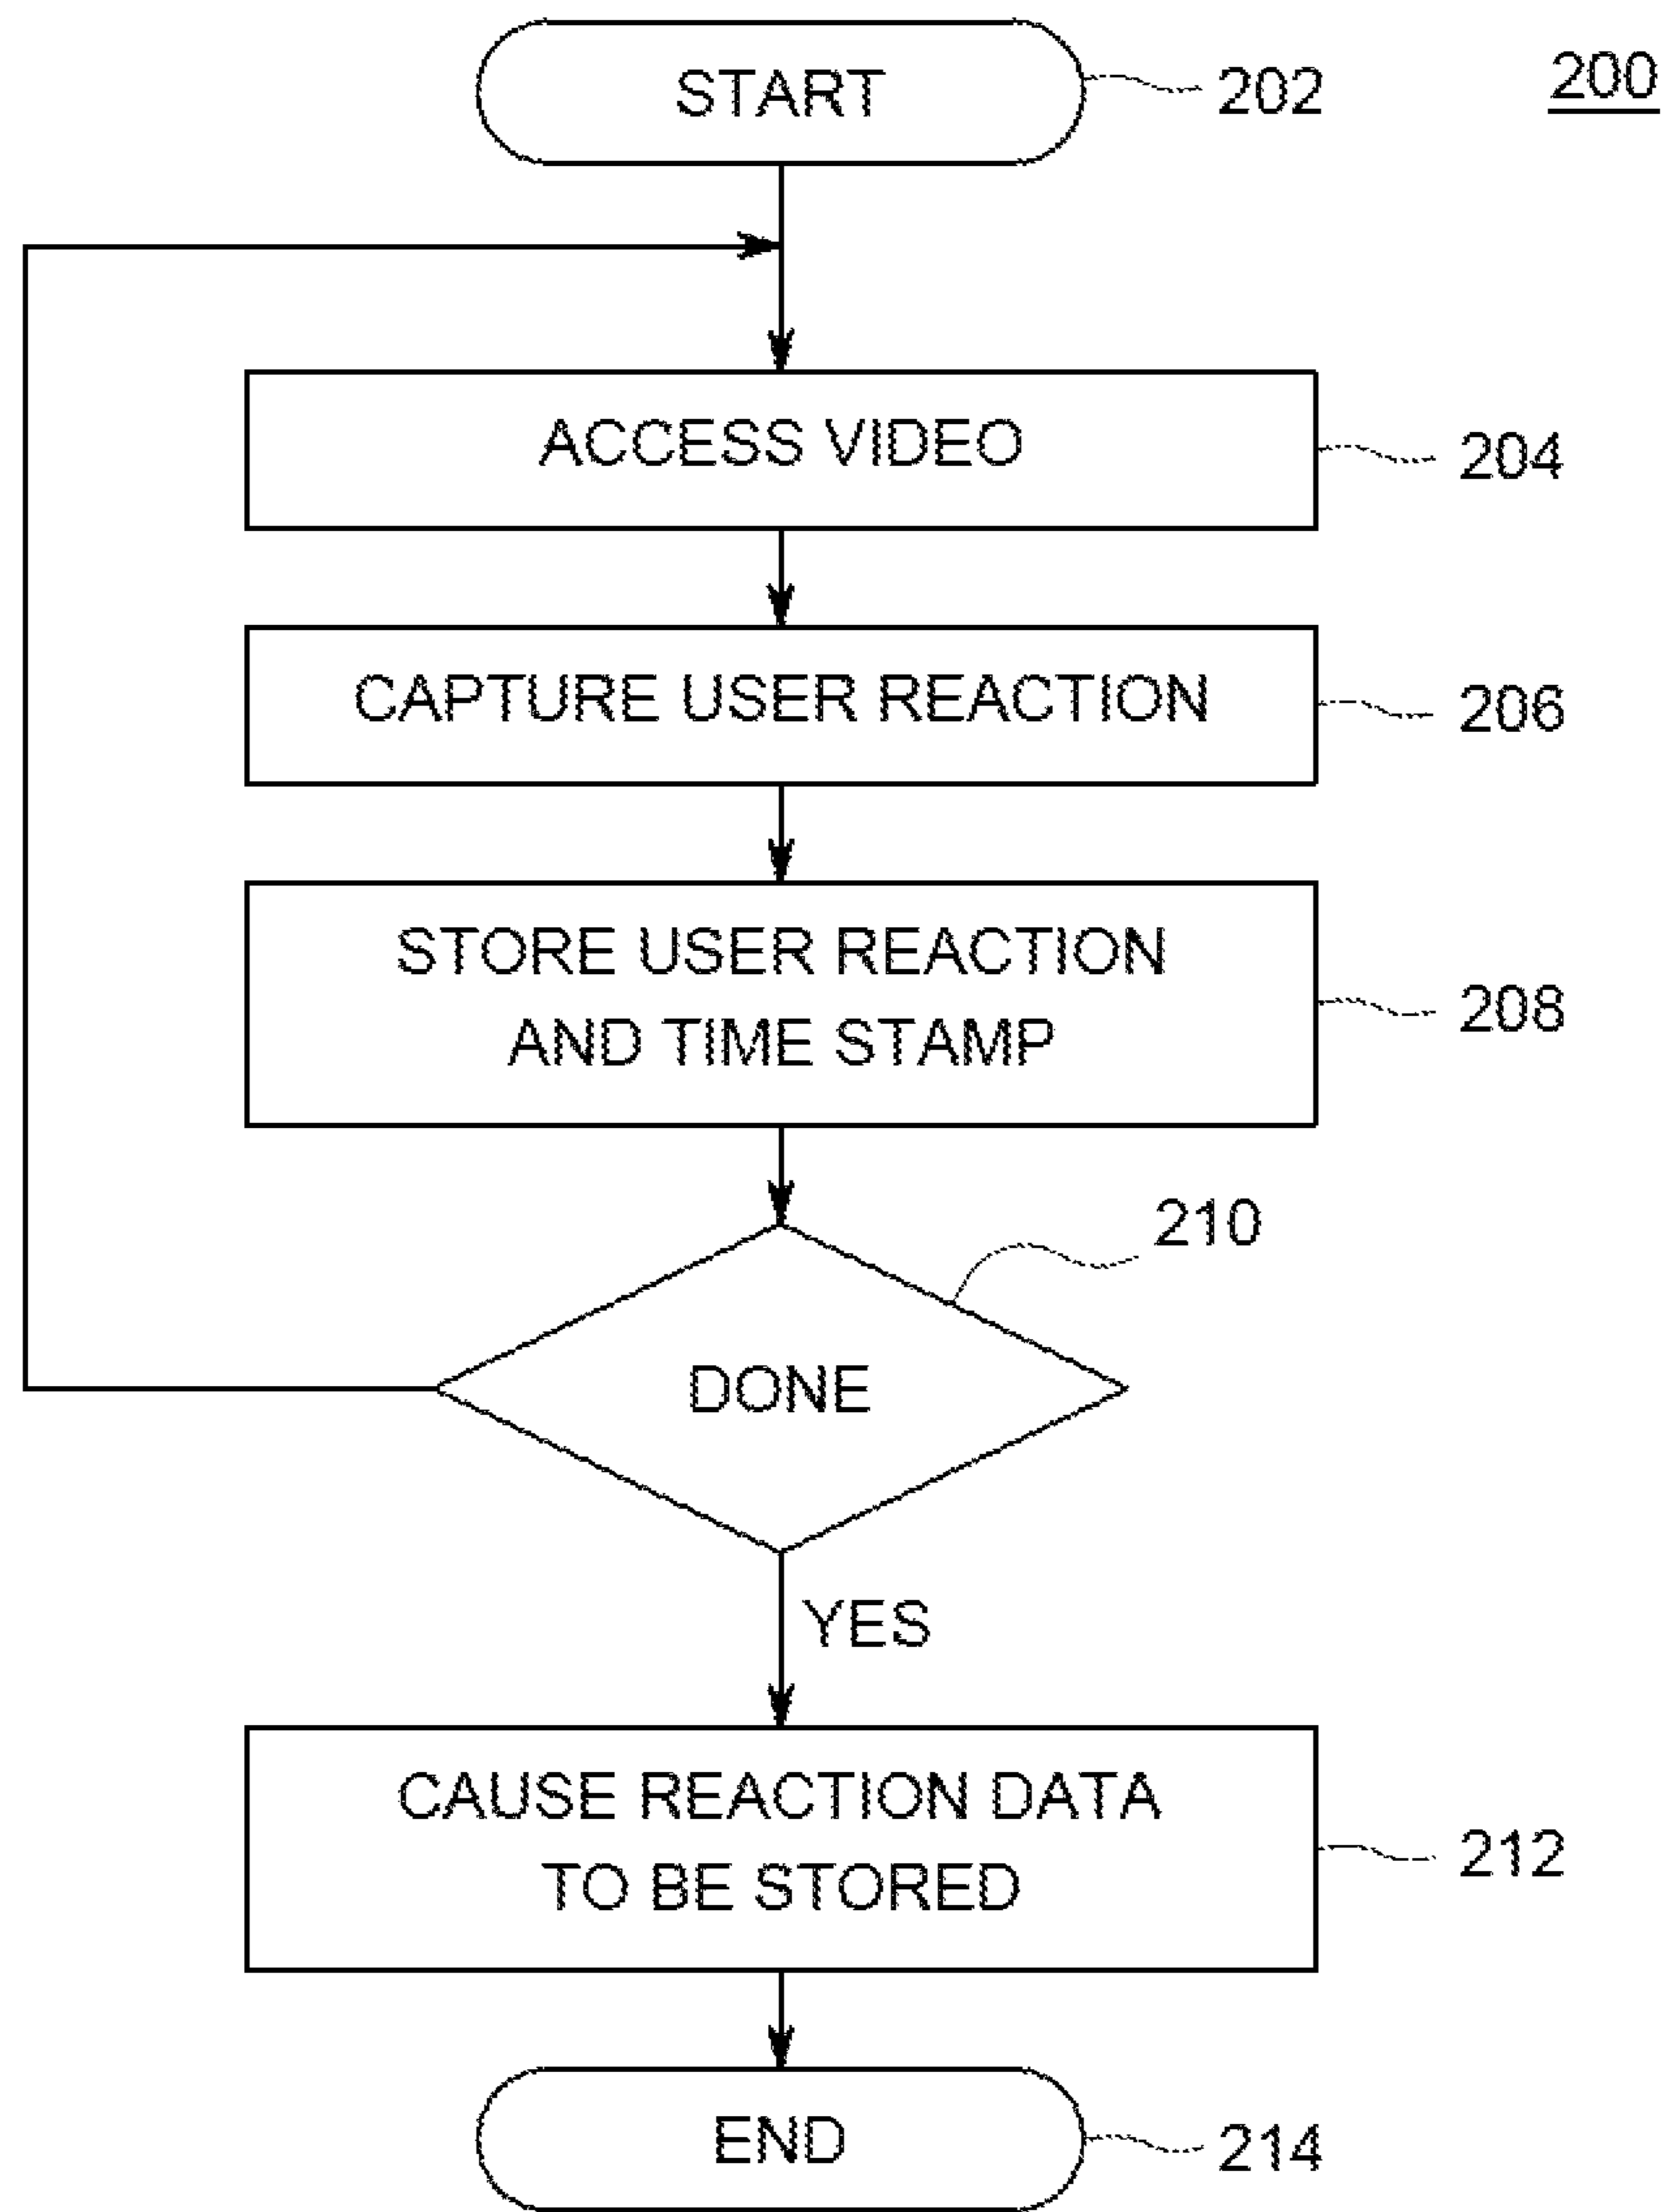 START
202
200
ACCESS VIDEO
204
CAPTURE USER REACTION
206
STORE USER REACTION
AND TIME STAMP
208
210
DONE
YES
CAUSE REACTION DATA
TO BE STORED
212
END
214